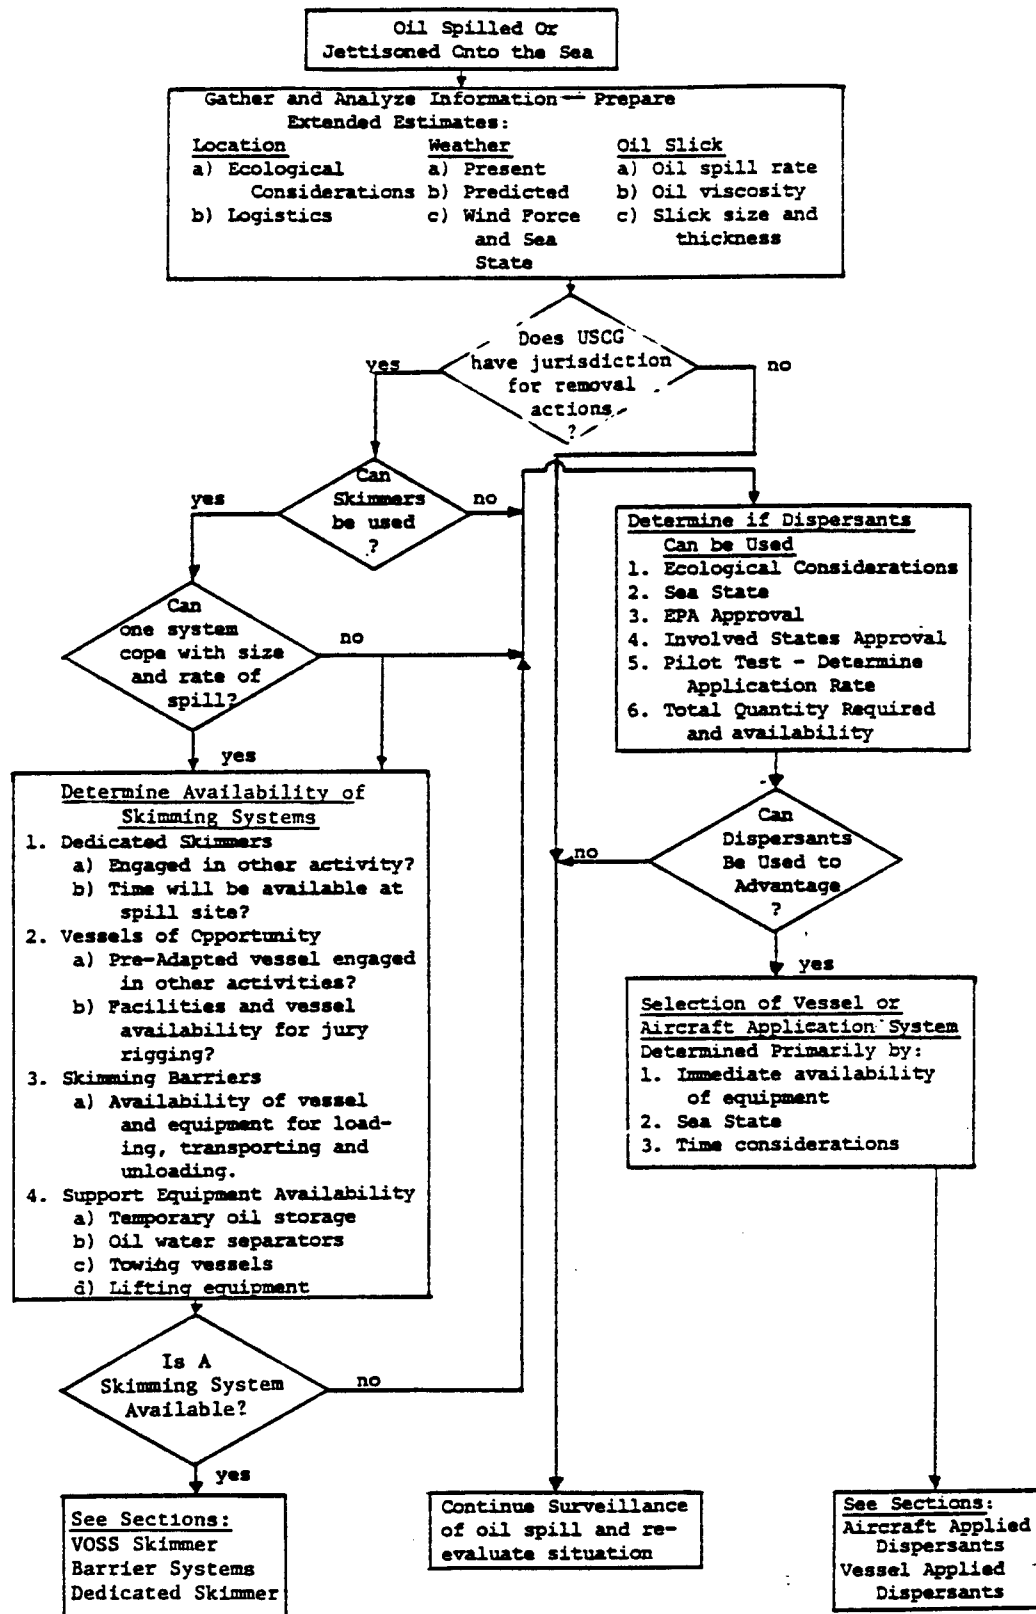 Oil Spilled Or
Jettisoned Onto the Sea
Gather and Analyze Information — Prepare
Extended Estimates:
Location Weather Oil Slick
a) Ecological a) Present a) Oil spill rate
Considerations b) Predicted b) Oil viscosity
b) Logistics c) Wind Force c) Slick size and
and Sea thickness
State
Does USCG
have jurisdiction
for removal
actions
?
yes
no
Can
Skimmers
be used
?
yes
no
Can
one system
cope with size
and rate of
spill?
no
yes
Determine Availability of
Skimming Systems
1. Dedicated Skimmers
a) Engaged in other activity?
b) Time will be available at
spill site?
2. Vessels of Opportunity
a) Pre-Adapted vessel engaged
in other activities?
b) Facilities and vessel
availability for jury
rigging?
3. Skimming Barriers
a) Availability of vessel
and equipment for load-
ing, transporting and
unloading.
4. Support Equipment Availability
a) Temporary oil storage
b) Oil water separators
c) Towing vessels
d) Lifting equipment
Is A
Skimming System
Available?
no
yes
See Sections:
VOSS Skimmer
Barrier Systems
Dedicated Skimmer
Determine if Dispersants
Can be Used
1. Ecological Considerations
2. Sea State
3. EPA Approval
4. Involved States Approval
5. Pilot Test - Determine
Application Rate
6. Total Quantity Required
and availability
Can
Dispersants
Be Used to
Advantage
?
no
yes
Selection of Vessel or
Aircraft Application System
Determined Primarily by:
1. Immediate availability
of equipment
2. Sea State
3. Time considerations
Continue Surveillance
of oil spill and re-
evaluate situation
See Sections:
Aircraft Applied
Dispersants
Vessel Applied
Dispersants